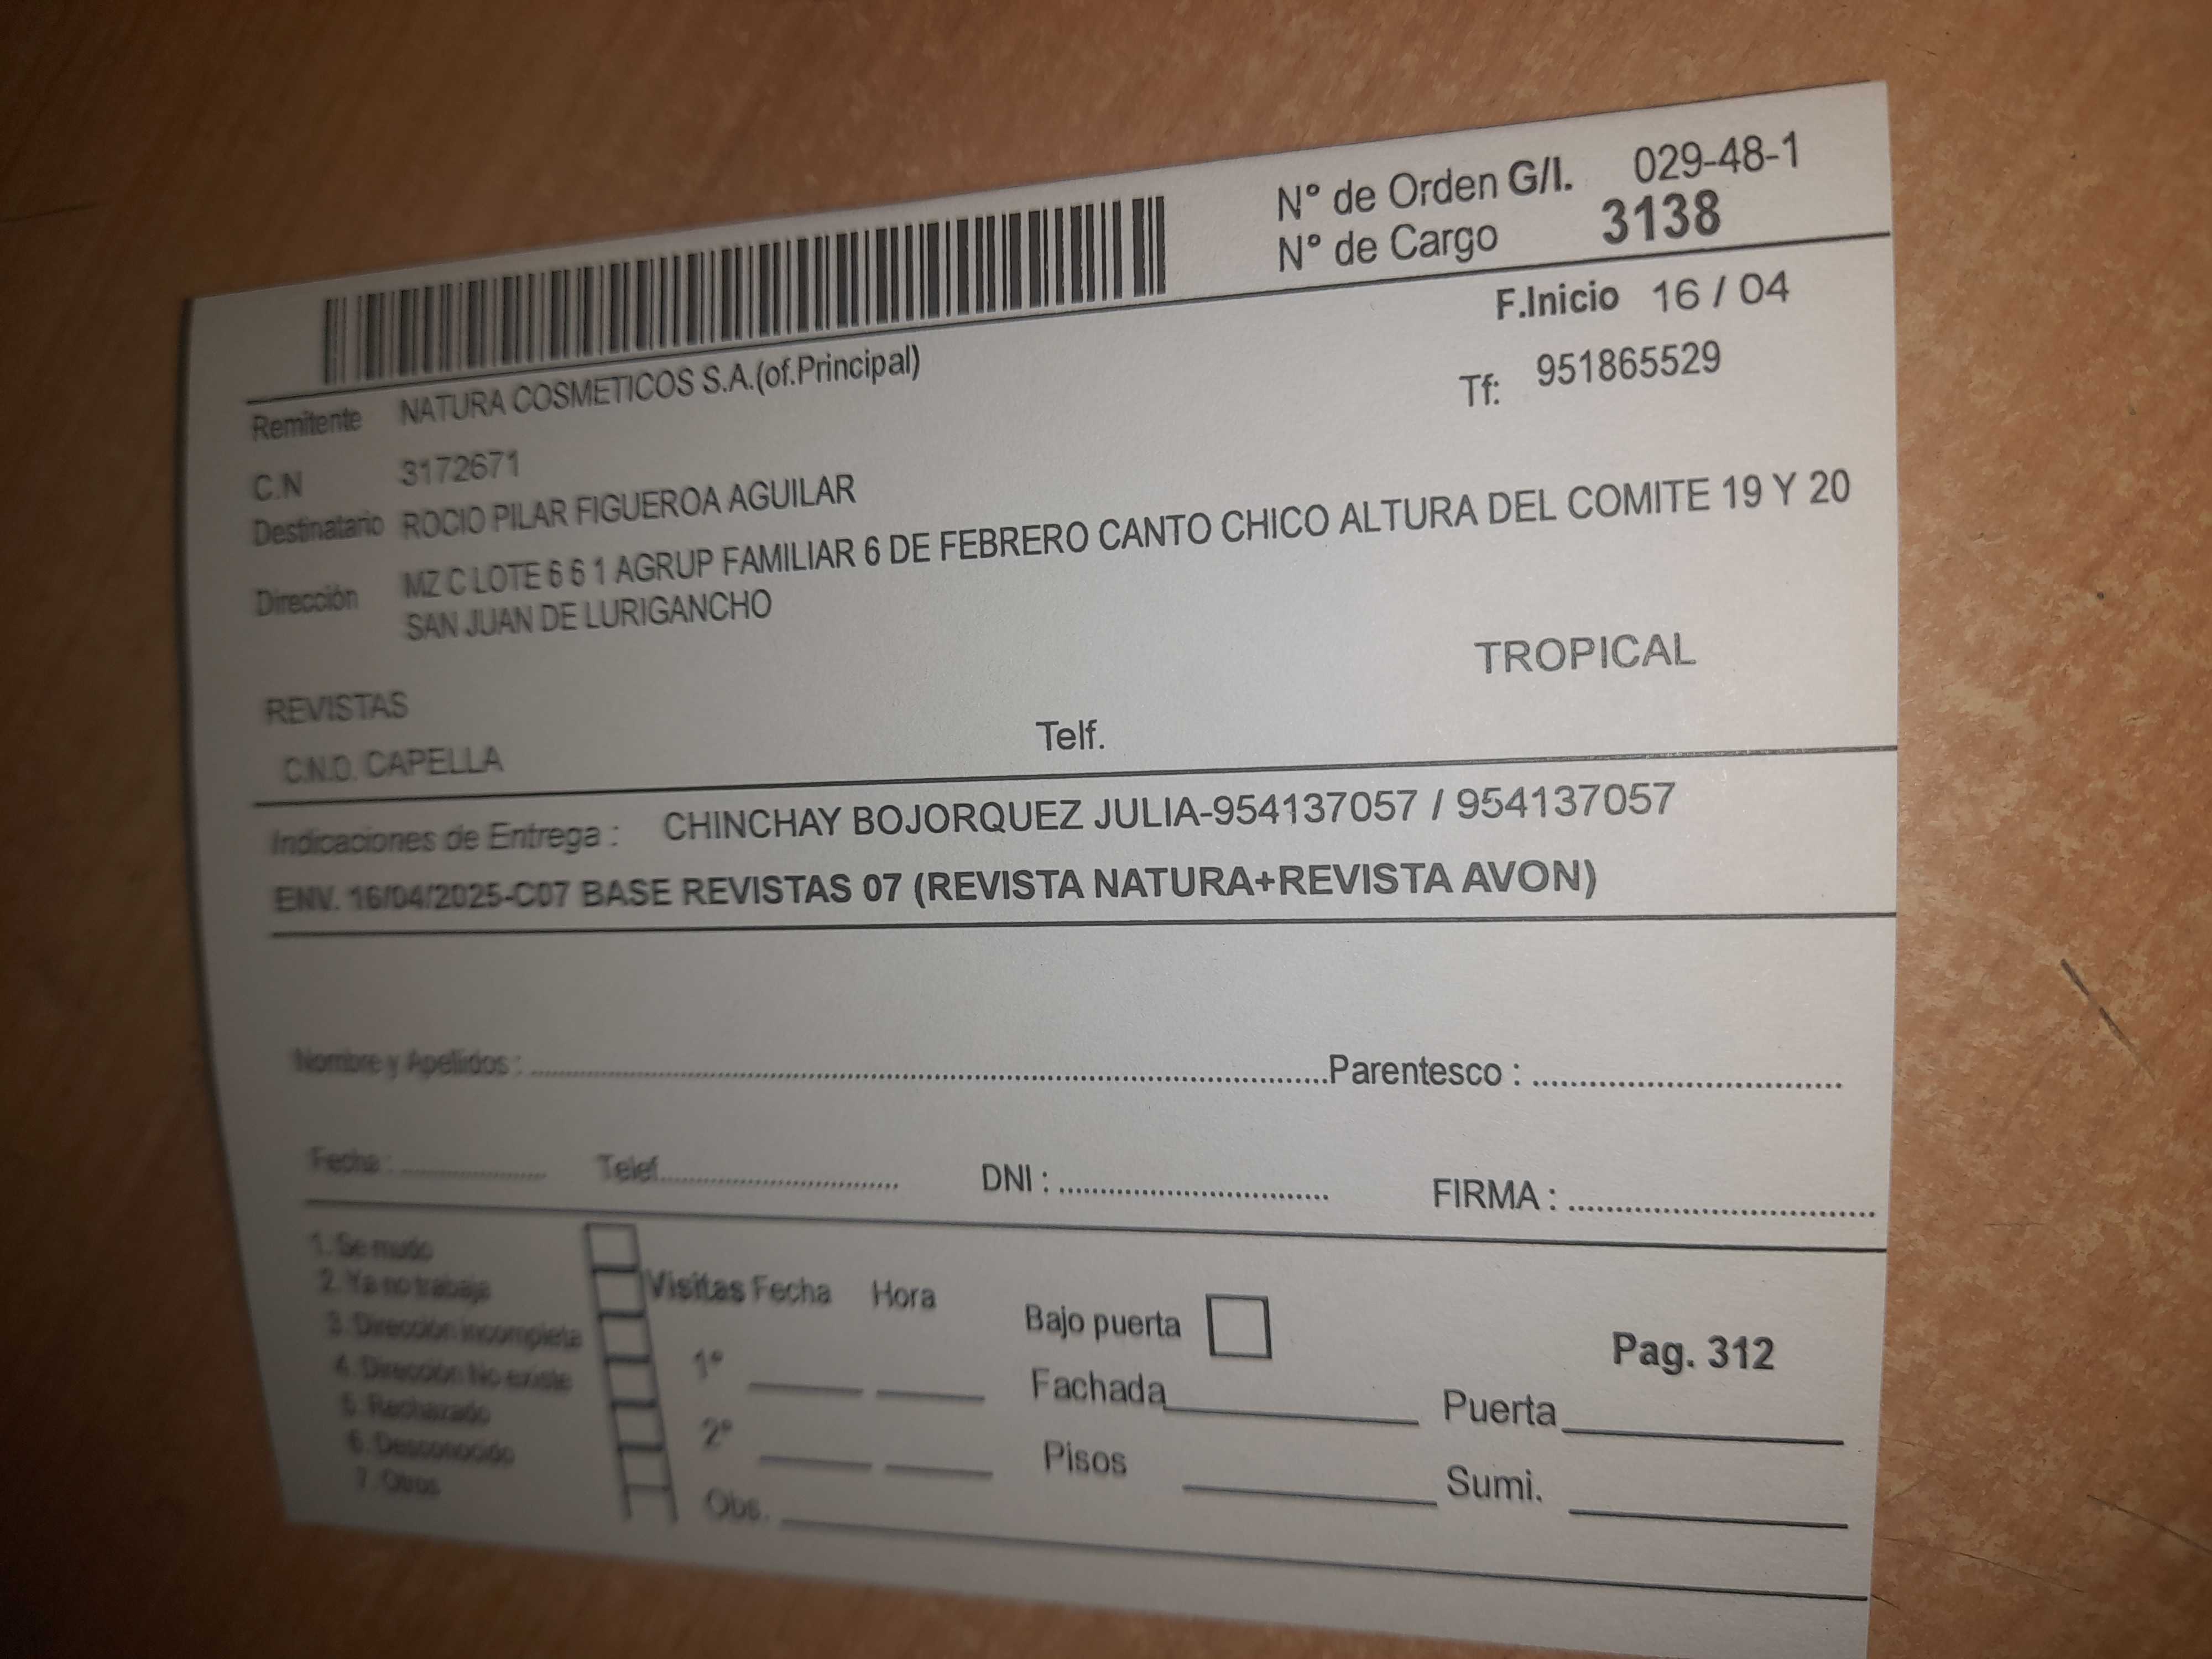 N° de Orden G/I. 029-48-1
N° de Cargo 3138
F.Inicio 16 / 04
Remitente NATURA COSMETICOS S.A.(of.Principal)
Tf: 951865529
C.N 3172671
Destinatario ROCIO PILAR FIGUEROA AGUILAR
Dirección MZ C LOTE 6 6 1 AGRUP FAMILIAR 6 DE FEBRERO CANTO CHICO ALTURA DEL COMITE 19 Y 20
SAN JUAN DE LURIGANCHO
TROPICAL
REVISTAS
C.N.O. CAPELLA Telf.
Indicaciones de Entrega : CHINCHAY BOJORQUEZ JULIA-954137057 / 954137057
ENV. 16/04/2025-C07 BASE REVISTAS 07 (REVISTA NATURA+REVISTA AVON)
Nombre y Apellidos : Parentesco :
Fecha : Telef. DNI : FIRMA :
1. Se mudo
2. Ya no trabaja
3. Dirección incompleta
4. Dirección No existe
5. Rechazado
6. Desconocido
7. Otros
Visitas Fecha Hora
1°
2°
Obs.
Bajo puerta
Pag. 312
Fachada Puerta
Pisos Sumi.